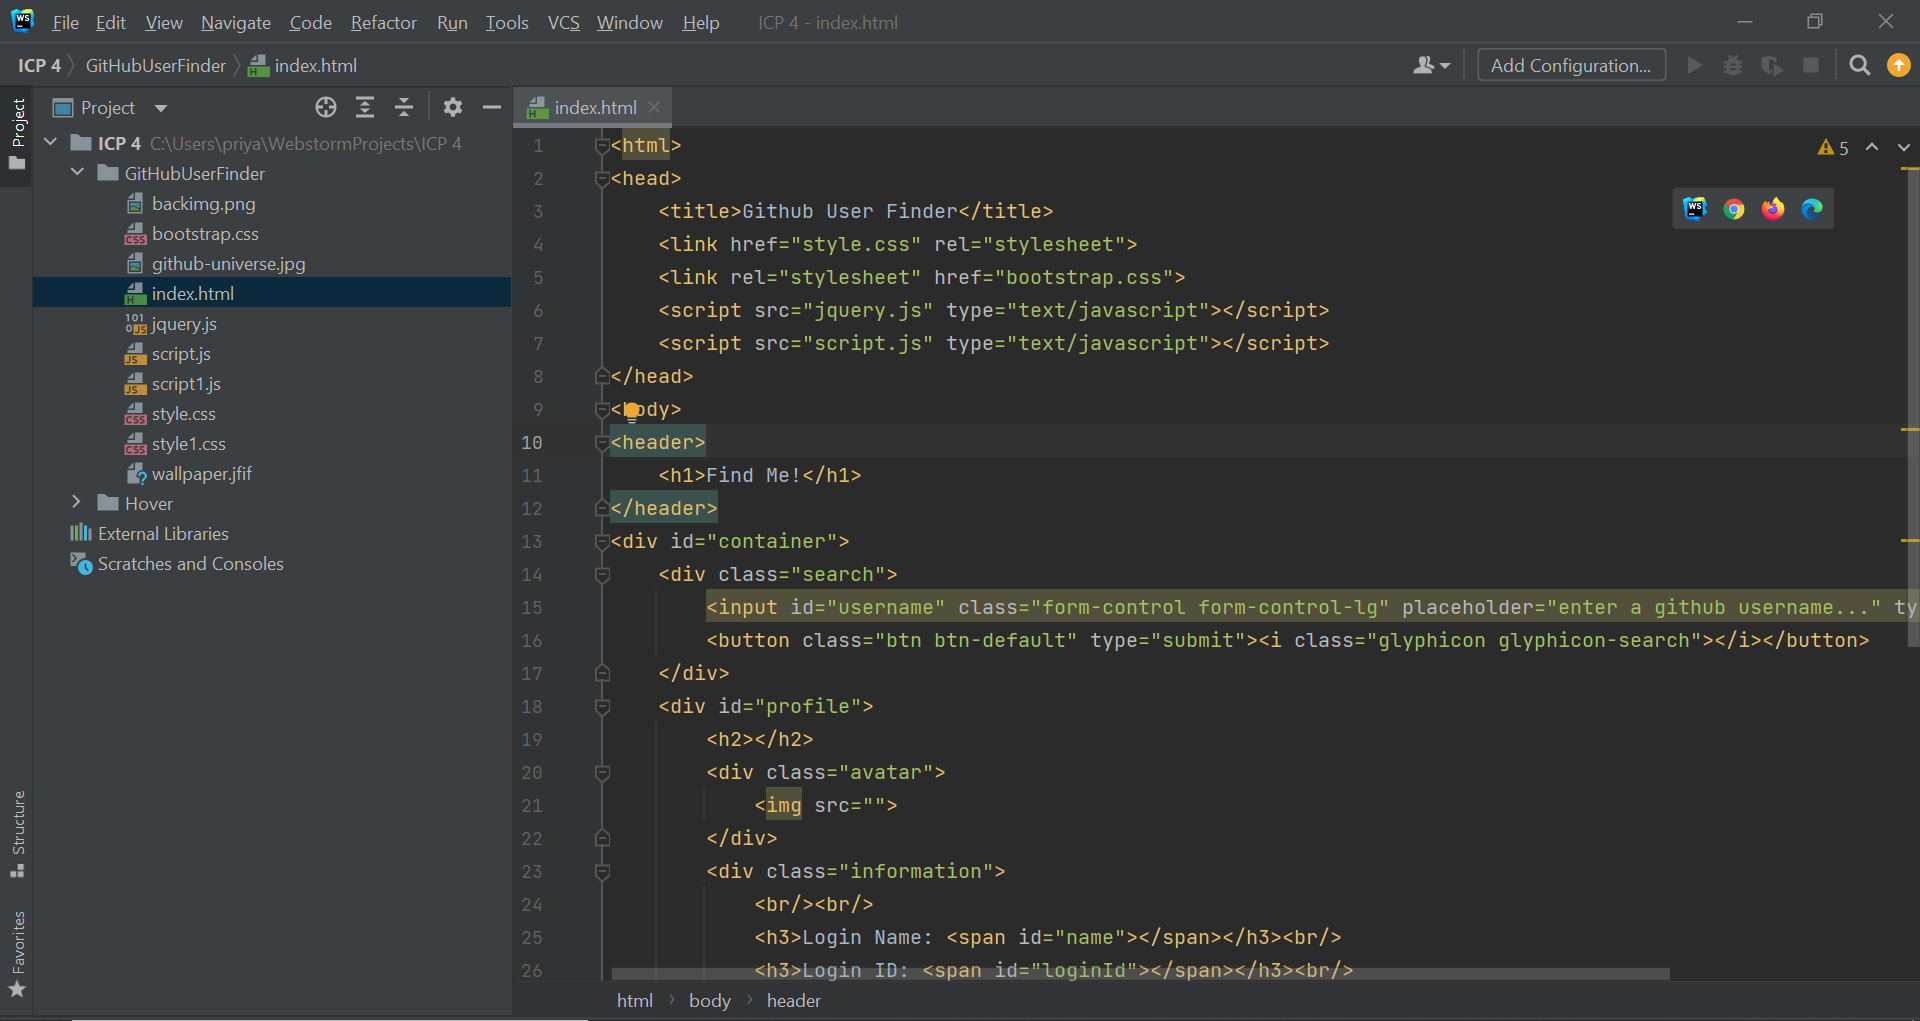 File Edit View Navigate Code Refactor Run Tools VCS Window Help ICP 4 - index.html
ICP 4 GitHubUserFinder index.html Add Configuration...
Project
Project
index.html
ICP 4 C:\Users\priya\WebstormProjects\ICP 4
GitHubUserFinder
backimg.png
bootstrap.css
github-universe.jpg
index.html
jquery.js
script.js
script1.js
style.css
style1.css
wallpaper.jfif
Hover
External Libraries
Scratches and Consoles
Structure
Favorites
5
1 <html>
2 <head>
3 <title>Github User Finder</title>
4 <link href="style.css" rel="stylesheet">
5 <link rel="stylesheet" href="bootstrap.css">
6 <script src="jquery.js" type="text/javascript"></script>
7 <script src="script.js" type="text/javascript"></script>
8 </head>
9 <body>
10 <header>
11 <h1>Find Me!</h1>
12 </header>
13 <div id="container">
14 <div class="search">
15 <input id="username" class="form-control form-control-lg" placeholder="enter a github username..." ty
16 <button class="btn btn-default" type="submit"><i class="glyphicon glyphicon-search"></i></button>
17 </div>
18 <div id="profile">
19 <h2></h2>
20 <div class="avatar">
21 <img src="">
22 </div>
23 <div class="information">
24 <br/><br/>
25 <h3>Login Name: <span id="name"></span></h3><br/>
26 <h3>Login ID: <span id="loginId"></span></h3><br/>
html body header